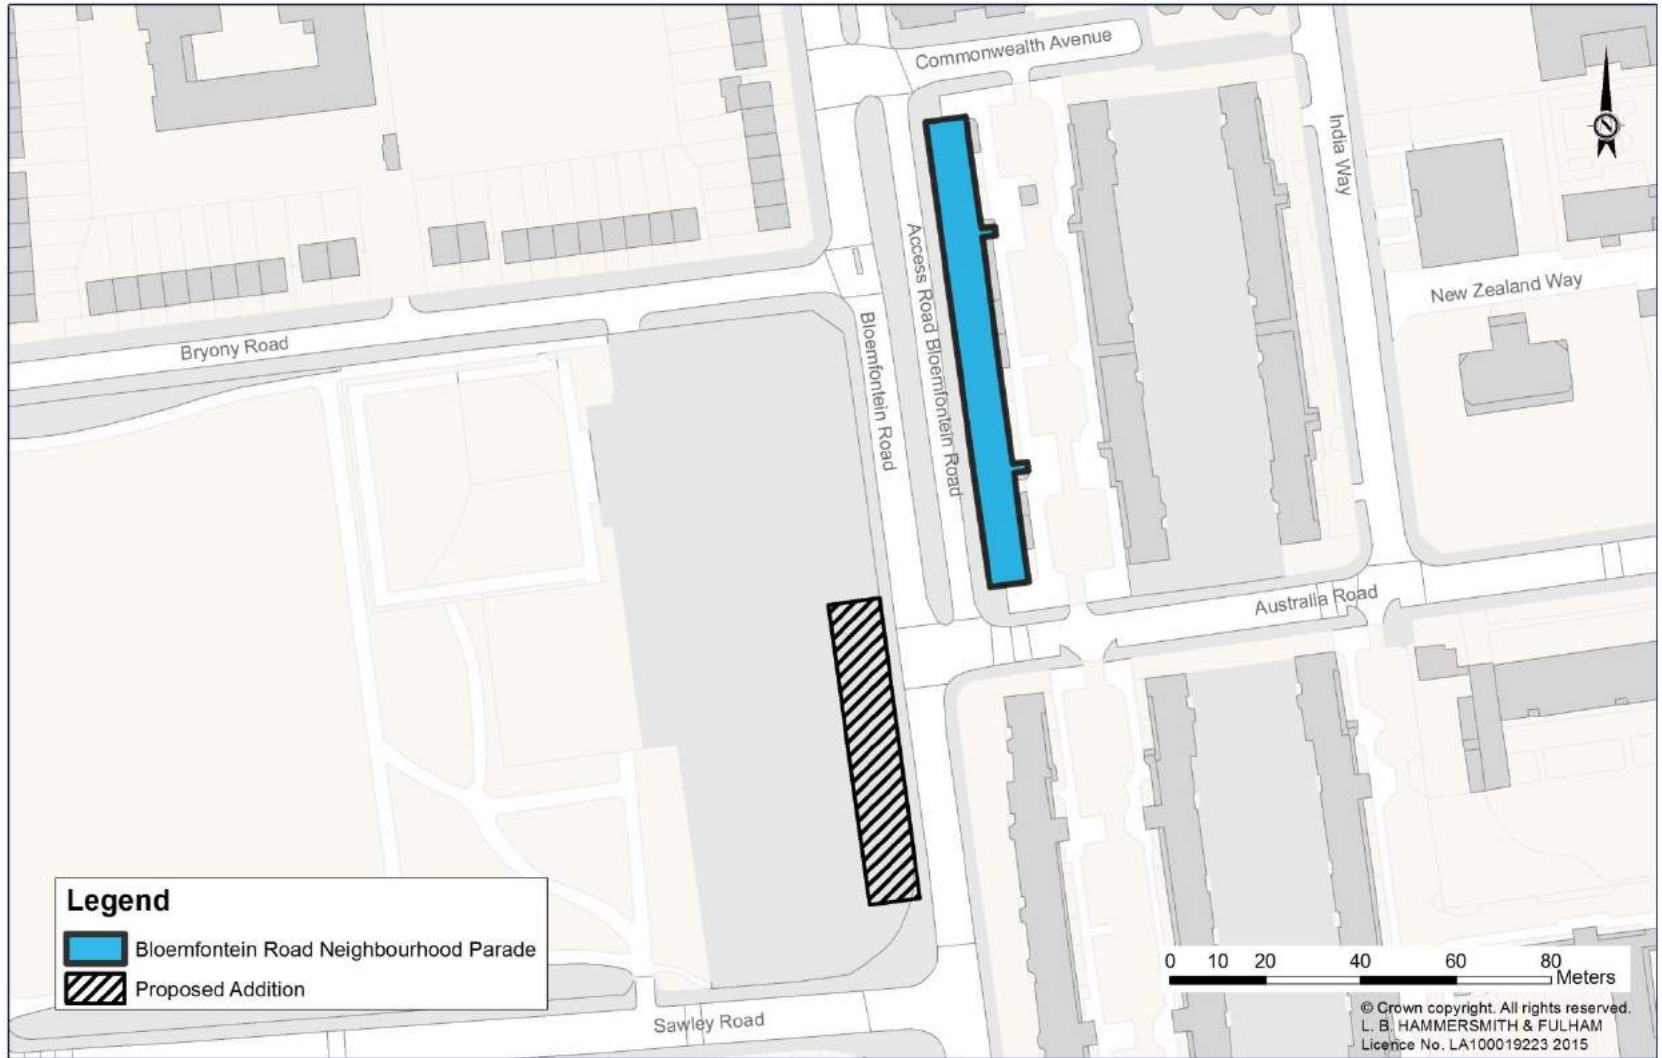 Commonwealth Avenue
India Way
Access Road Bloemfontein Road
New Zealand Way
Bryony Road
Bloemfontein Road
Australia Road
Legend
Bloemfontein Road Neighbourhood Parade
Proposed Addition
0 10 20 40 60 80
Meters
Sawley Road
© Crown copyright. All rights reserved.
L. B. HAMMERSMITH & FULHAM
Licence No. LA100019223 2015